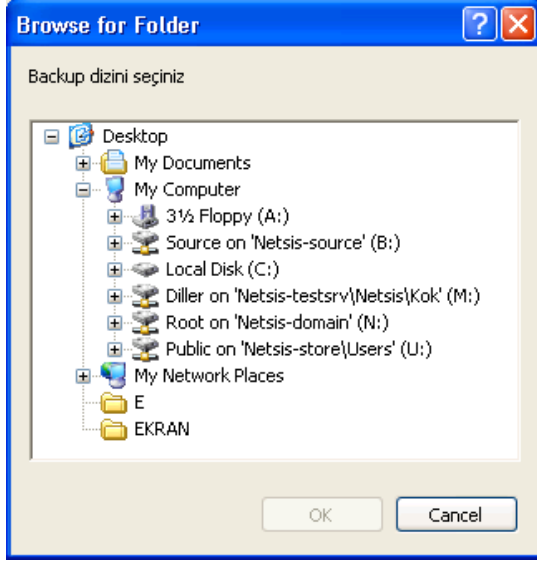 Browse for Folder
Backup dizini seçiniz
Desktop
My Documents
My Computer
3½ Floppy (A:)
Source on 'Netsis-source' (B:)
Local Disk (C:)
Diller on 'Netsis-testsrv\Netsis\Kok' (M:)
Root on 'Netsis-domain' (N:)
Public on 'Netsis-store\Users' (U:)
My Network Places
E
EKRAN
OK Cancel